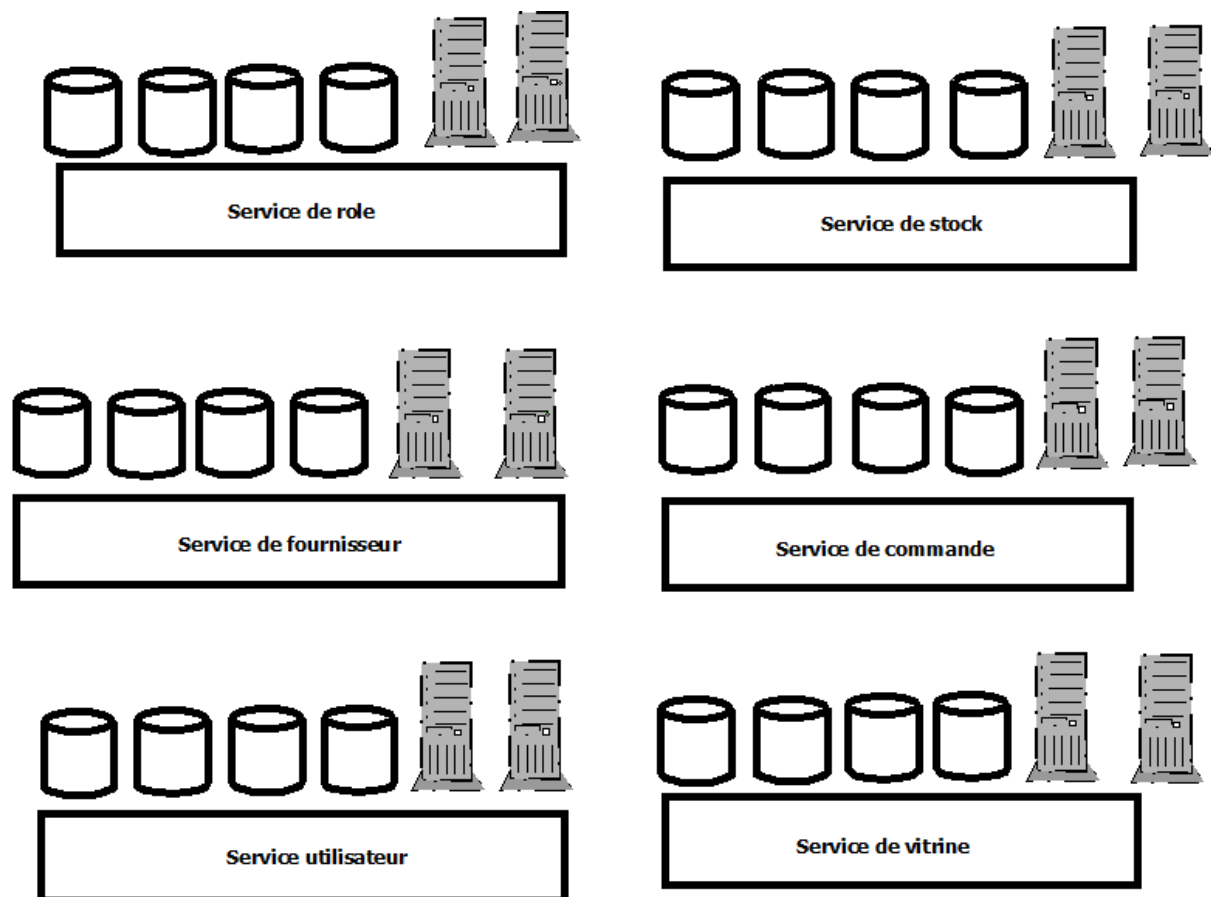 Service de role
Service de stock
Service de fournisseur
Service de commande
Service utilisateur
Service de vitrine